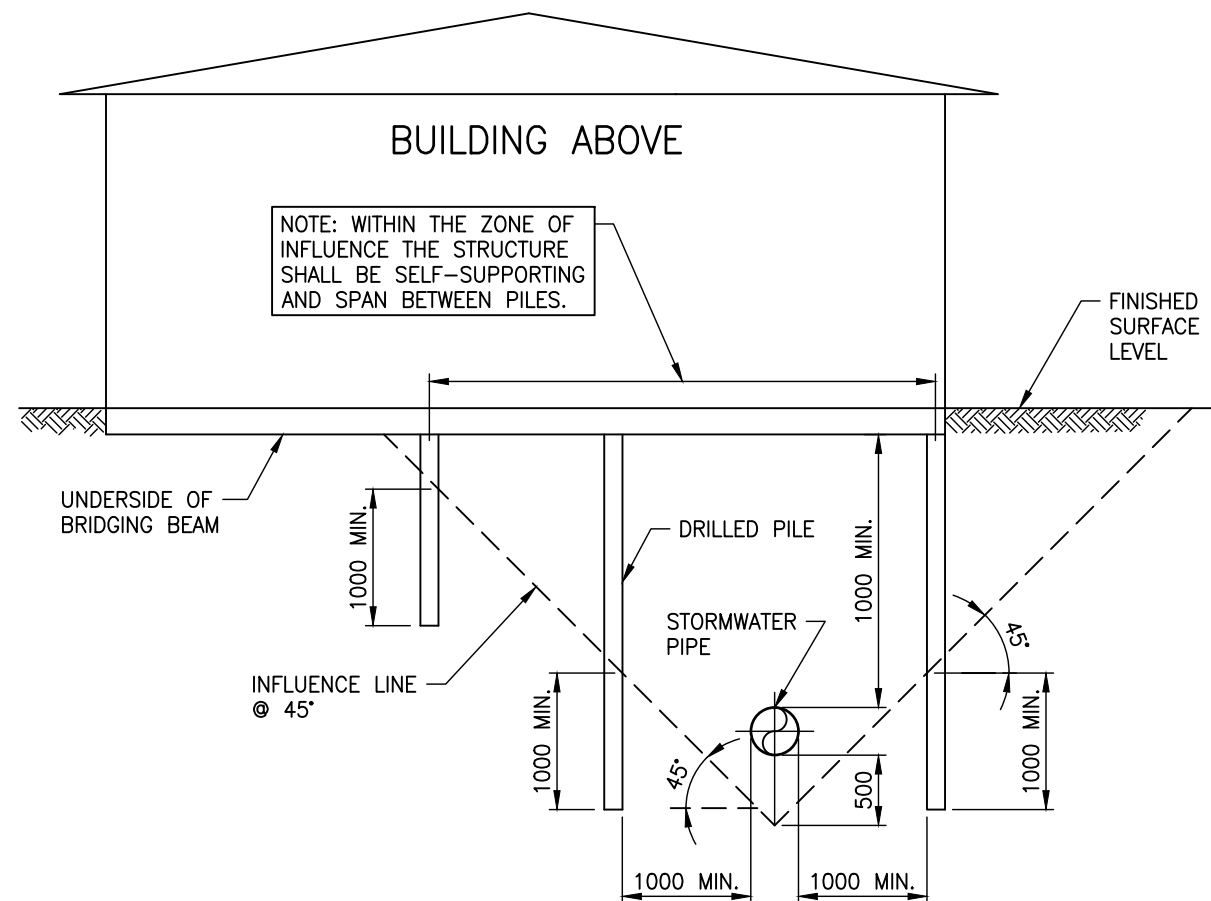 BUILDING ABOVE
NOTE: WITHIN THE ZONE OF
INFLUENCE THE STRUCTURE
SHALL BE SELF-SUPPORTING
AND SPAN BETWEEN PILES.
FINISHED
SURFACE
LEVEL
UNDERSIDE OF
BRIDGING BEAM
1000 MIN.
DRILLED PILE
1000 MIN.
STORMWATER
PIPE
45°
INFLUENCE LINE
@ 45°
1000 MIN.
45°
500
1000 MIN.
1000 MIN.
1000 MIN.